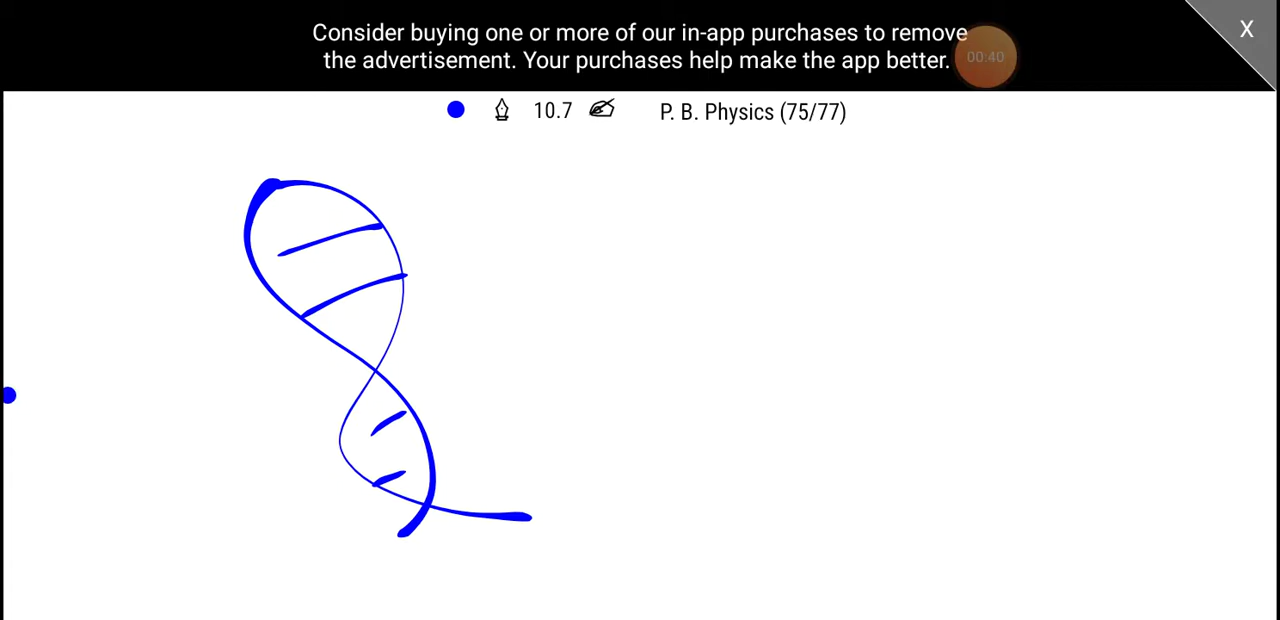 Consider buying one or more of our in-app purchases to remove
the advertisement. Your purchases help make the app better.
X
00:40
10.7
P. B. Physics (75/77)